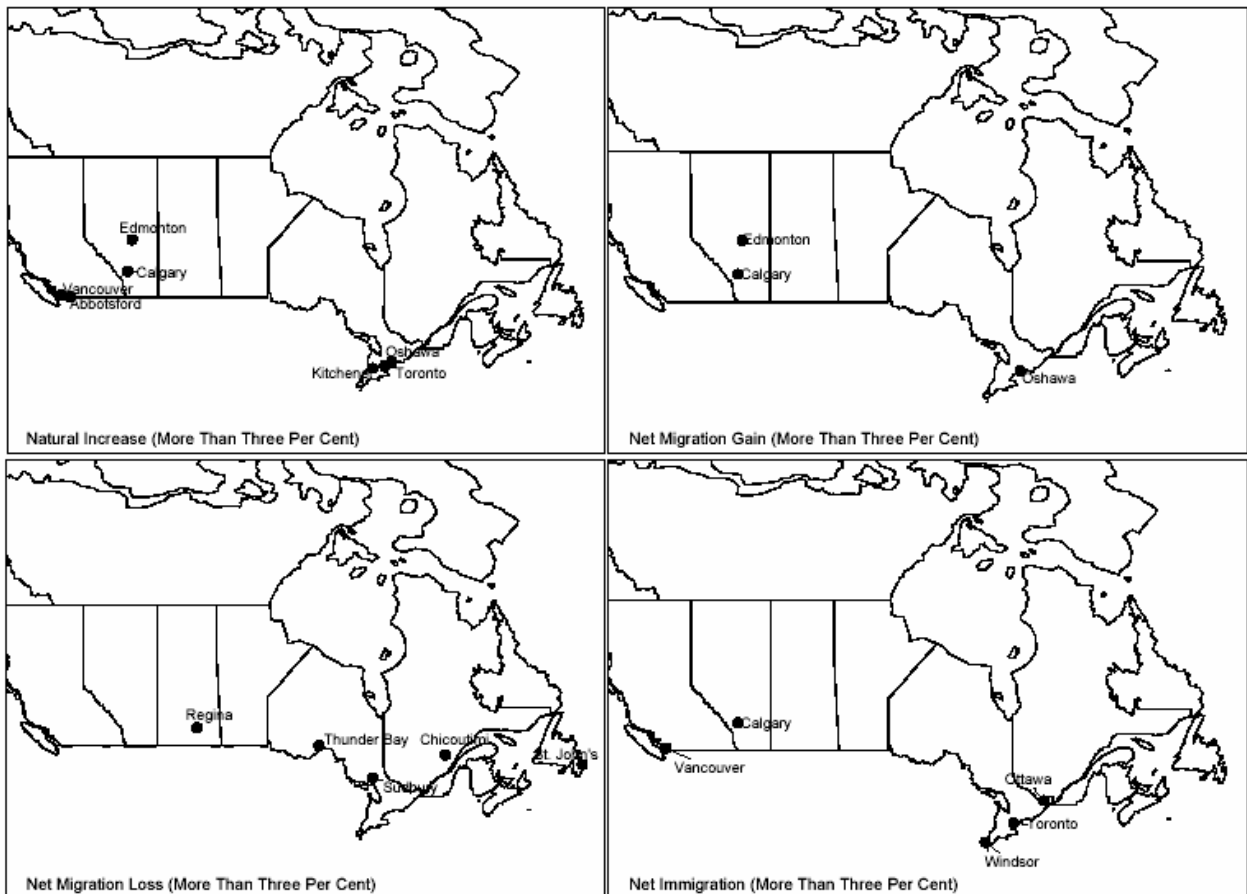 Edmonton
Calgary
Vancouver
Abbotsford
Oshawa
Kitchener
Toronto
Natural Increase (More Than Three Per Cent)
Edmonton
Calgary
Oshawa
Net Migration Gain (More Than Three Per Cent)
Regina
Thunder Bay
Chicoutimi
St. John's
Sudbury
Net Migration Loss (More Than Three Per Cent)
Calgary
Vancouver
Ottawa
Toronto
Windsor
Net Immigration (More Than Three Per Cent)